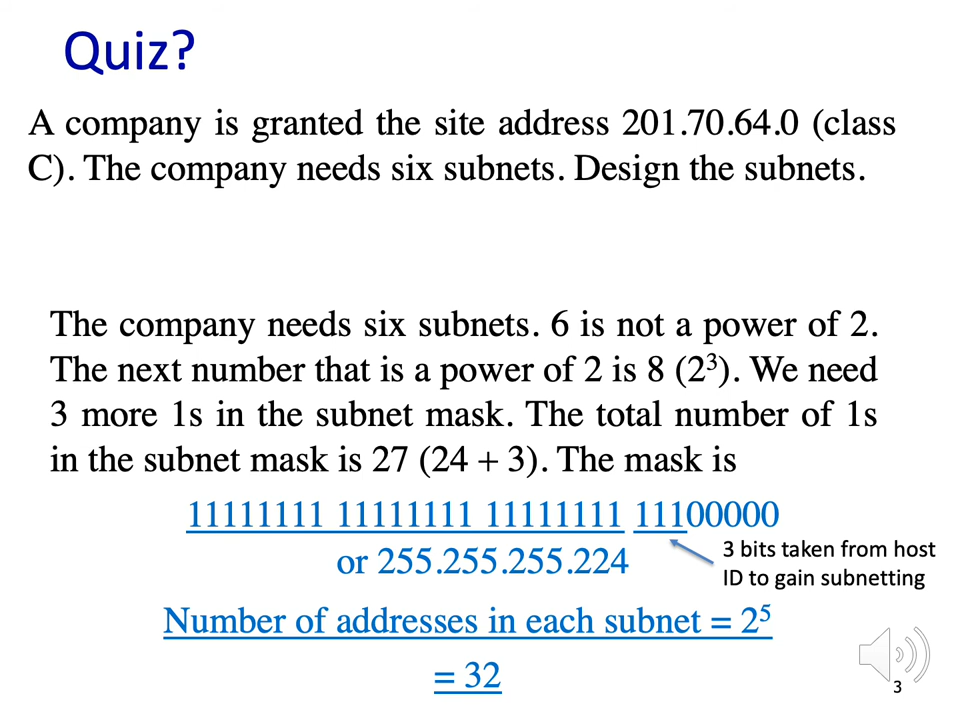 Quiz?
A company is granted the site address 201.70.64.0 (class
C). The company needs six subnets. Design the subnets.
The company needs six subnets. 6 is not a power of 2.
The next number that is a power of 2 is 8 (2³). We need
3 more 1s in the subnet mask. The total number of 1s
in the subnet mask is 27 (24 + 3). The mask is
11111111 11111111 11111111 11100000
or 255.255.255.224
3 bits taken from host
ID to gain subnetting
Number of addresses in each subnet = 2⁵
= 32
3